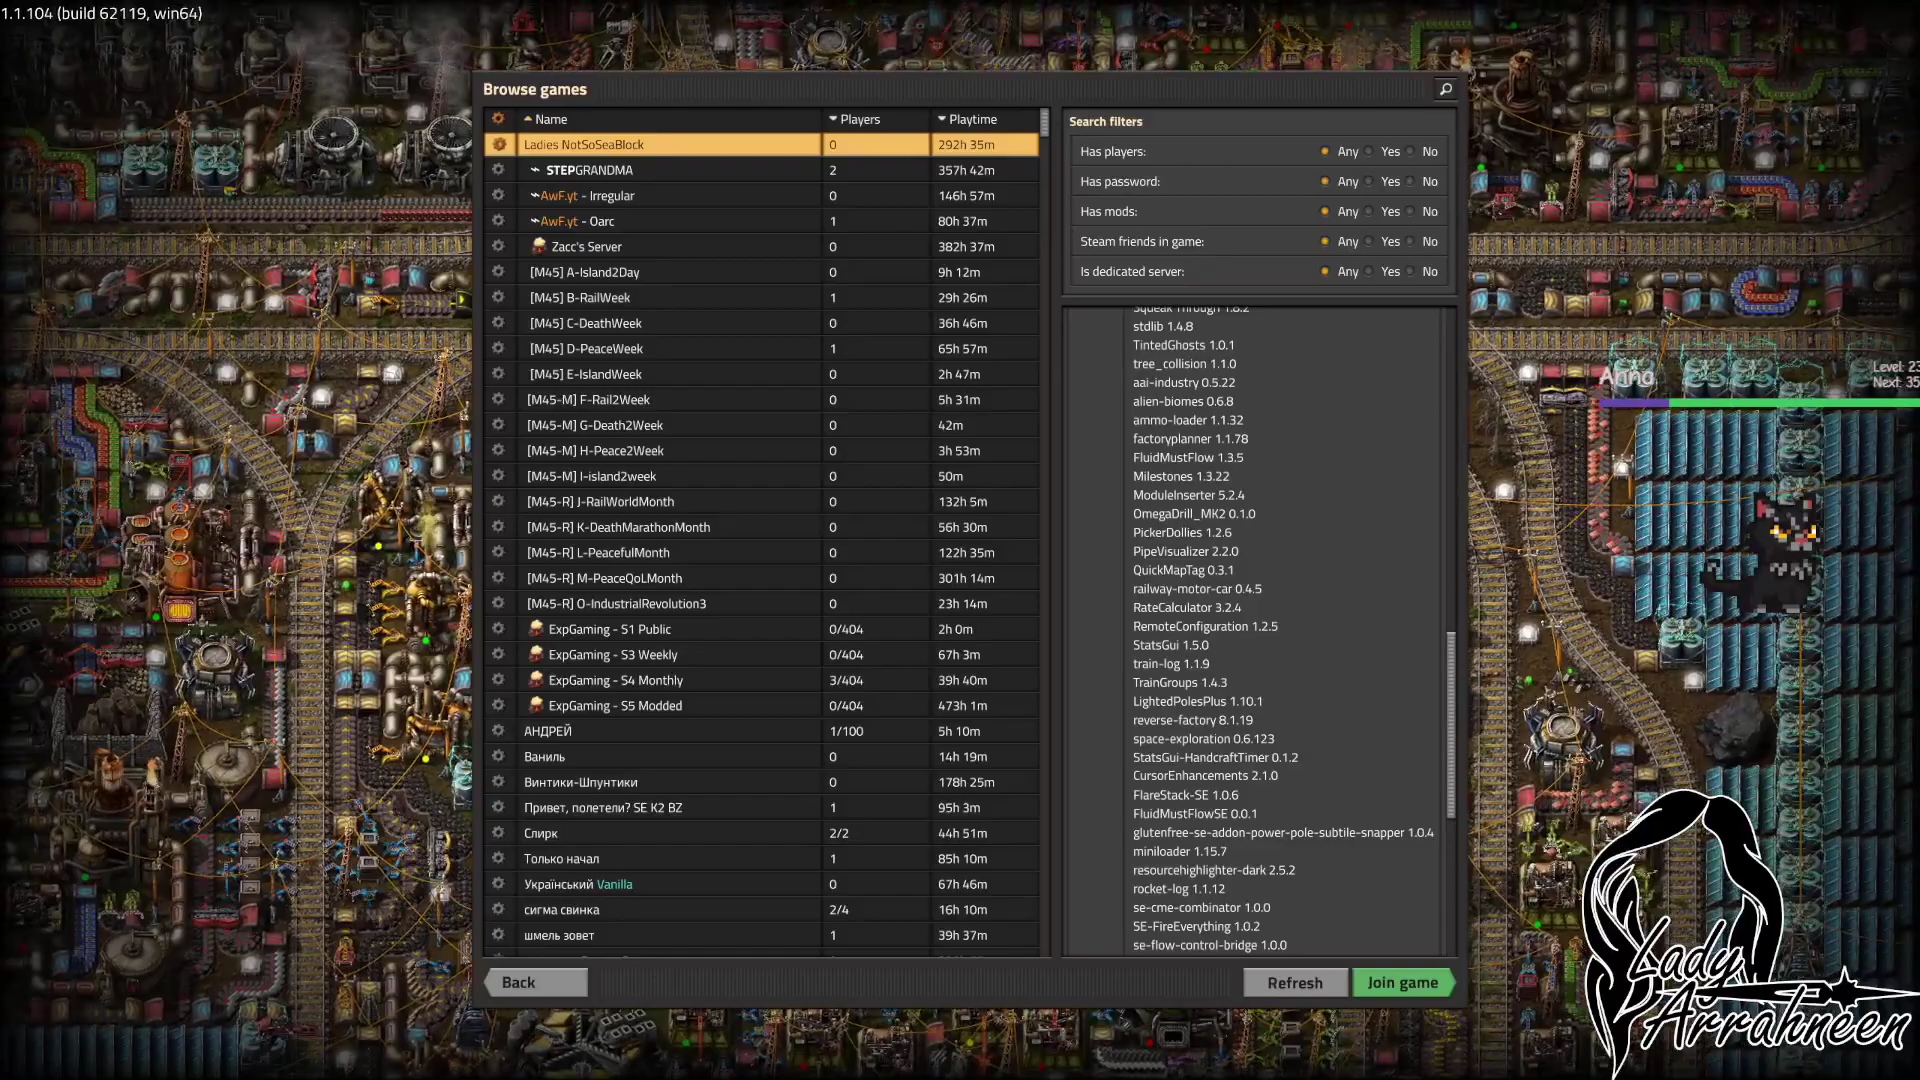 1.1.104 (build 62119, win64)
Browse games
Name Players Playtime
Ladies NotSoSeaBlock 0 292h 35m
STEPGRANDMA 2 357h 42m
AwF.yt - Irregular 0 146h 57m
AwF.yt - Oarc 1 80h 37m
Zacc's Server 0 382h 37m
[M45] A-Island2Day 0 9h 12m
[M45] B-RailWeek 1 29h 26m
[M45] C-DeathWeek 0 36h 46m
[M45] D-PeaceWeek 1 65h 57m
[M45] E-IslandWeek 0 2h 47m
[M45-M] F-Rail2Week 0 5h 31m
[M45-M] G-Death2Week 0 42m
[M45-M] H-Peace2Week 0 3h 53m
[M45-M] I-island2week 0 50m
[M45-R] J-RailWorldMonth 0 132h 5m
[M45-R] K-DeathMarathonMonth 0 56h 30m
[M45-R] L-PeacefulMonth 0 122h 35m
[M45-R] M-PeaceQoLMonth 0 301h 14m
[M45-R] O-IndustrialRevolution3 0 23h 14m
ExpGaming - S1 Public 0/404 2h 0m
ExpGaming - S3 Weekly 0/404 67h 3m
ExpGaming - S4 Monthly 3/404 39h 40m
ExpGaming - S5 Modded 0/404 473h 1m
АНДРЕЙ 1/100 5h 10m
Ваниль 0 14h 19m
Винтики-Шпунтики 0 178h 25m
Привет, полетели? SE K2 BZ 1 95h 3m
Спирк 2/2 44h 51m
Только начал 1 85h 10m
Український Vanilla 0 67h 46m
сигма свинка 2/4 16h 10m
шмель зовет 1 39h 37m
Back
Search filters
Has players: Any Yes No
Has password: Any Yes No
Has mods: Any Yes No
Steam friends in game: Any Yes No
Is dedicated server: Any Yes No
Squeak Through 1.8.2
stdlib 1.4.8
TintedGhosts 1.0.1
tree_collision 1.1.0
aai-industry 0.5.22
alien-biomes 0.6.8
ammo-loader 1.1.32
factoryplanner 1.1.78
FluidMustFlow 1.3.5
Milestones 1.3.22
ModuleInserter 5.2.4
OmegaDrill_MK2 0.1.0
PickerDollies 1.2.6
PipeVisualizer 2.2.0
QuickMapTag 0.3.1
railway-motor-car 0.4.5
RateCalculator 3.2.4
RemoteConfiguration 1.2.5
StatsGui 1.5.0
train-log 1.1.9
TrainGroups 1.4.3
LightedPolesPlus 1.10.1
reverse-factory 8.1.19
space-exploration 0.6.123
StatsGui-HandcraftTimer 0.1.2
CursorEnhancements 2.1.0
FlareStack-SE 1.0.6
FluidMustFlowSE 0.0.1
glutenfree-se-addon-power-pole-subtile-snapper 1.0.4
miniloader 1.15.7
resourcehighlighter-dark 2.5.2
rocket-log 1.1.12
se-cme-combinator 1.0.0
SE-FireEverything 1.0.2
se-flow-control-bridge 1.0.0
Refresh
Join game
Anna
Level: 23
Next: 35
Lady
Arrahneen